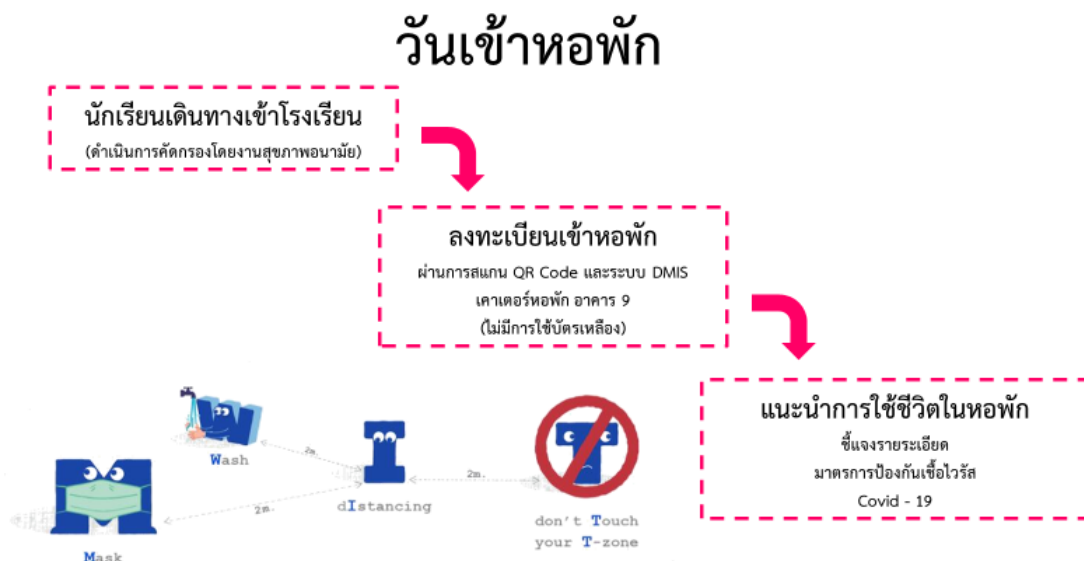 วันเข้าหอพัก
นักเรียนเดินทางเข้าโรงเรียน
(ดำเนินการคัดกรองโดยงานสุขภาพอนามัย)
ลงทะเบียนเข้าหอพัก
ผ่านการสแกน QR Code และระบบ DMIS
เคาเตอร์หอพัก อาคาร 9
(ไม่มีการใช้บัตรเหลือง)
แนะนำการใช้ชีวิตในหอพัก
ชี้แจงรายระเอียด
มาตรการป้องกันเชื้อไวรัส
Covid - 19
Wash
2m.
dIstancing
2m.
2m.
don't Touch
your T-zone
Mask